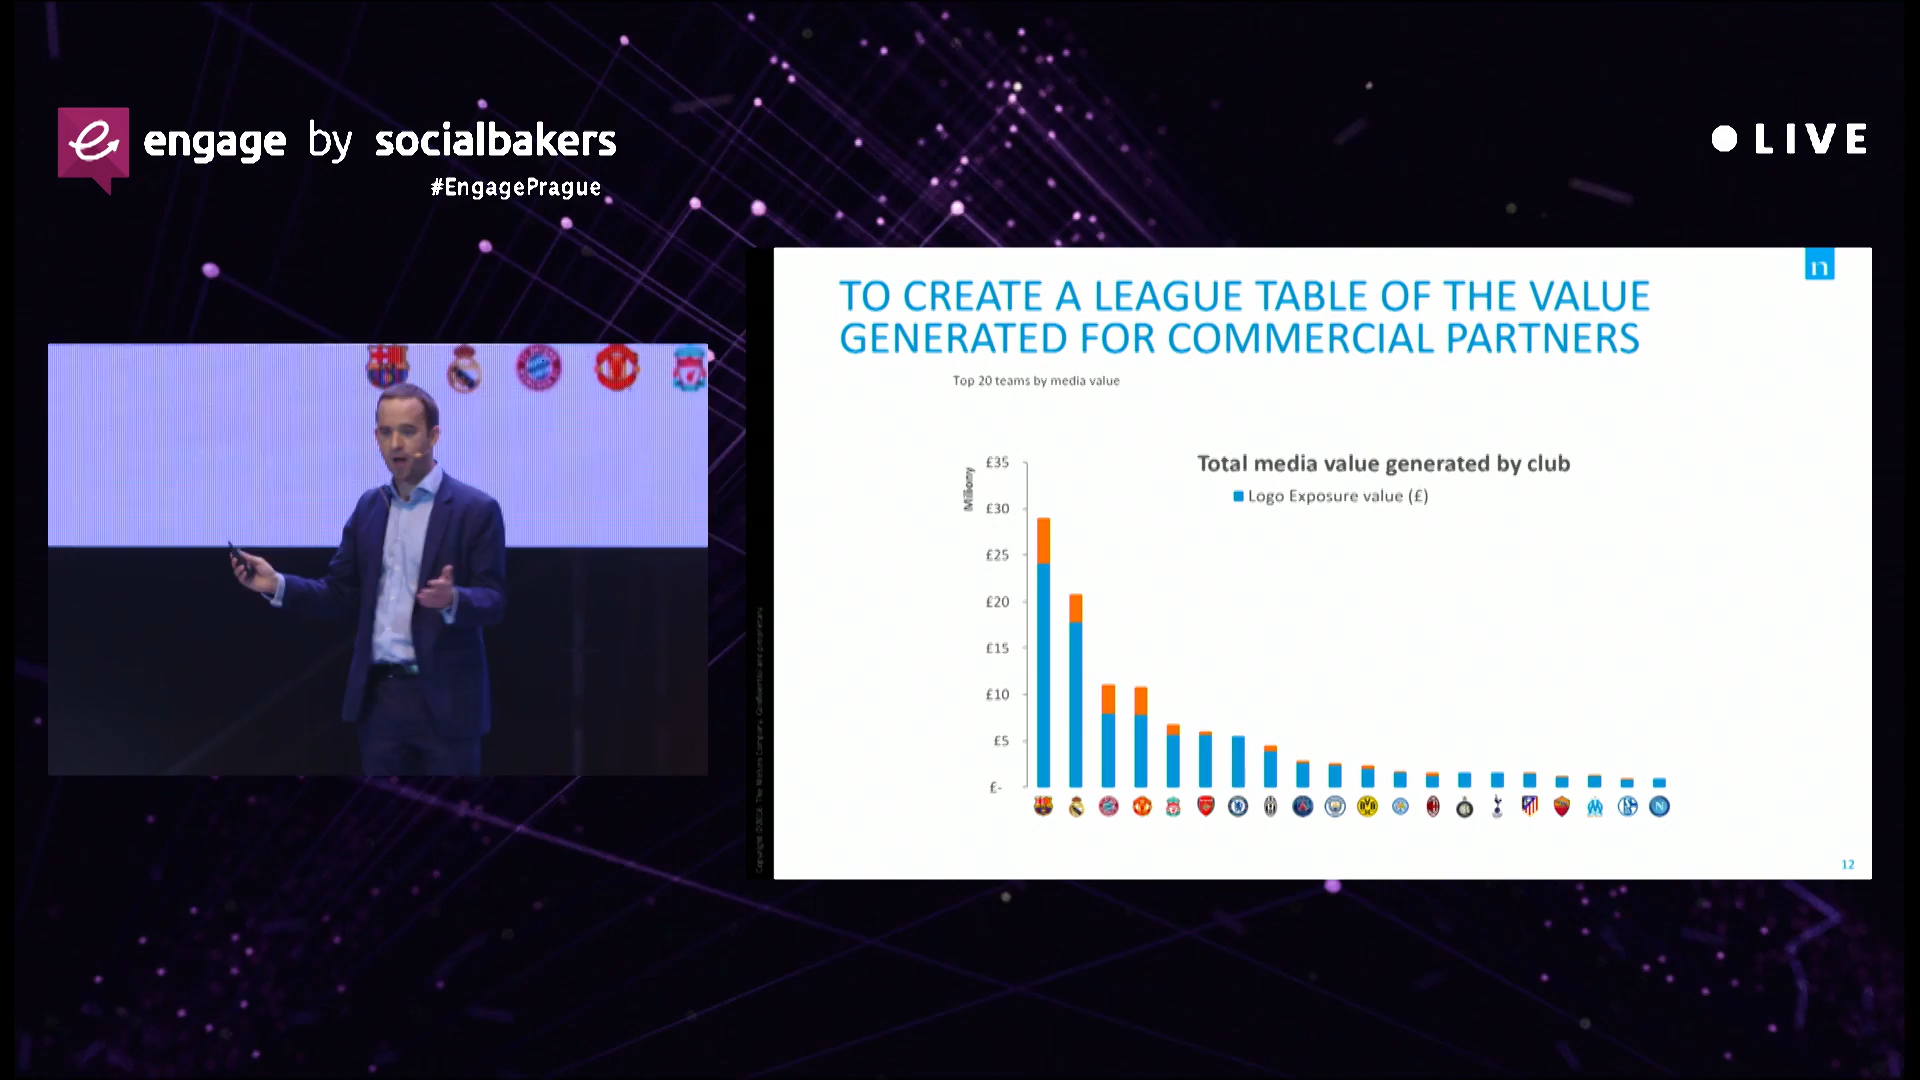 engage by socialbakers
#EngagePrague
LIVE
n
TO CREATE A LEAGUE TABLE OF THE VALUE
GENERATED FOR COMMERCIAL PARTNERS
Top 20 teams by media value
Total media value generated by club
Logo Exposure value (£)
£35
£30
£25
£20
£15
£10
£5
£-
12